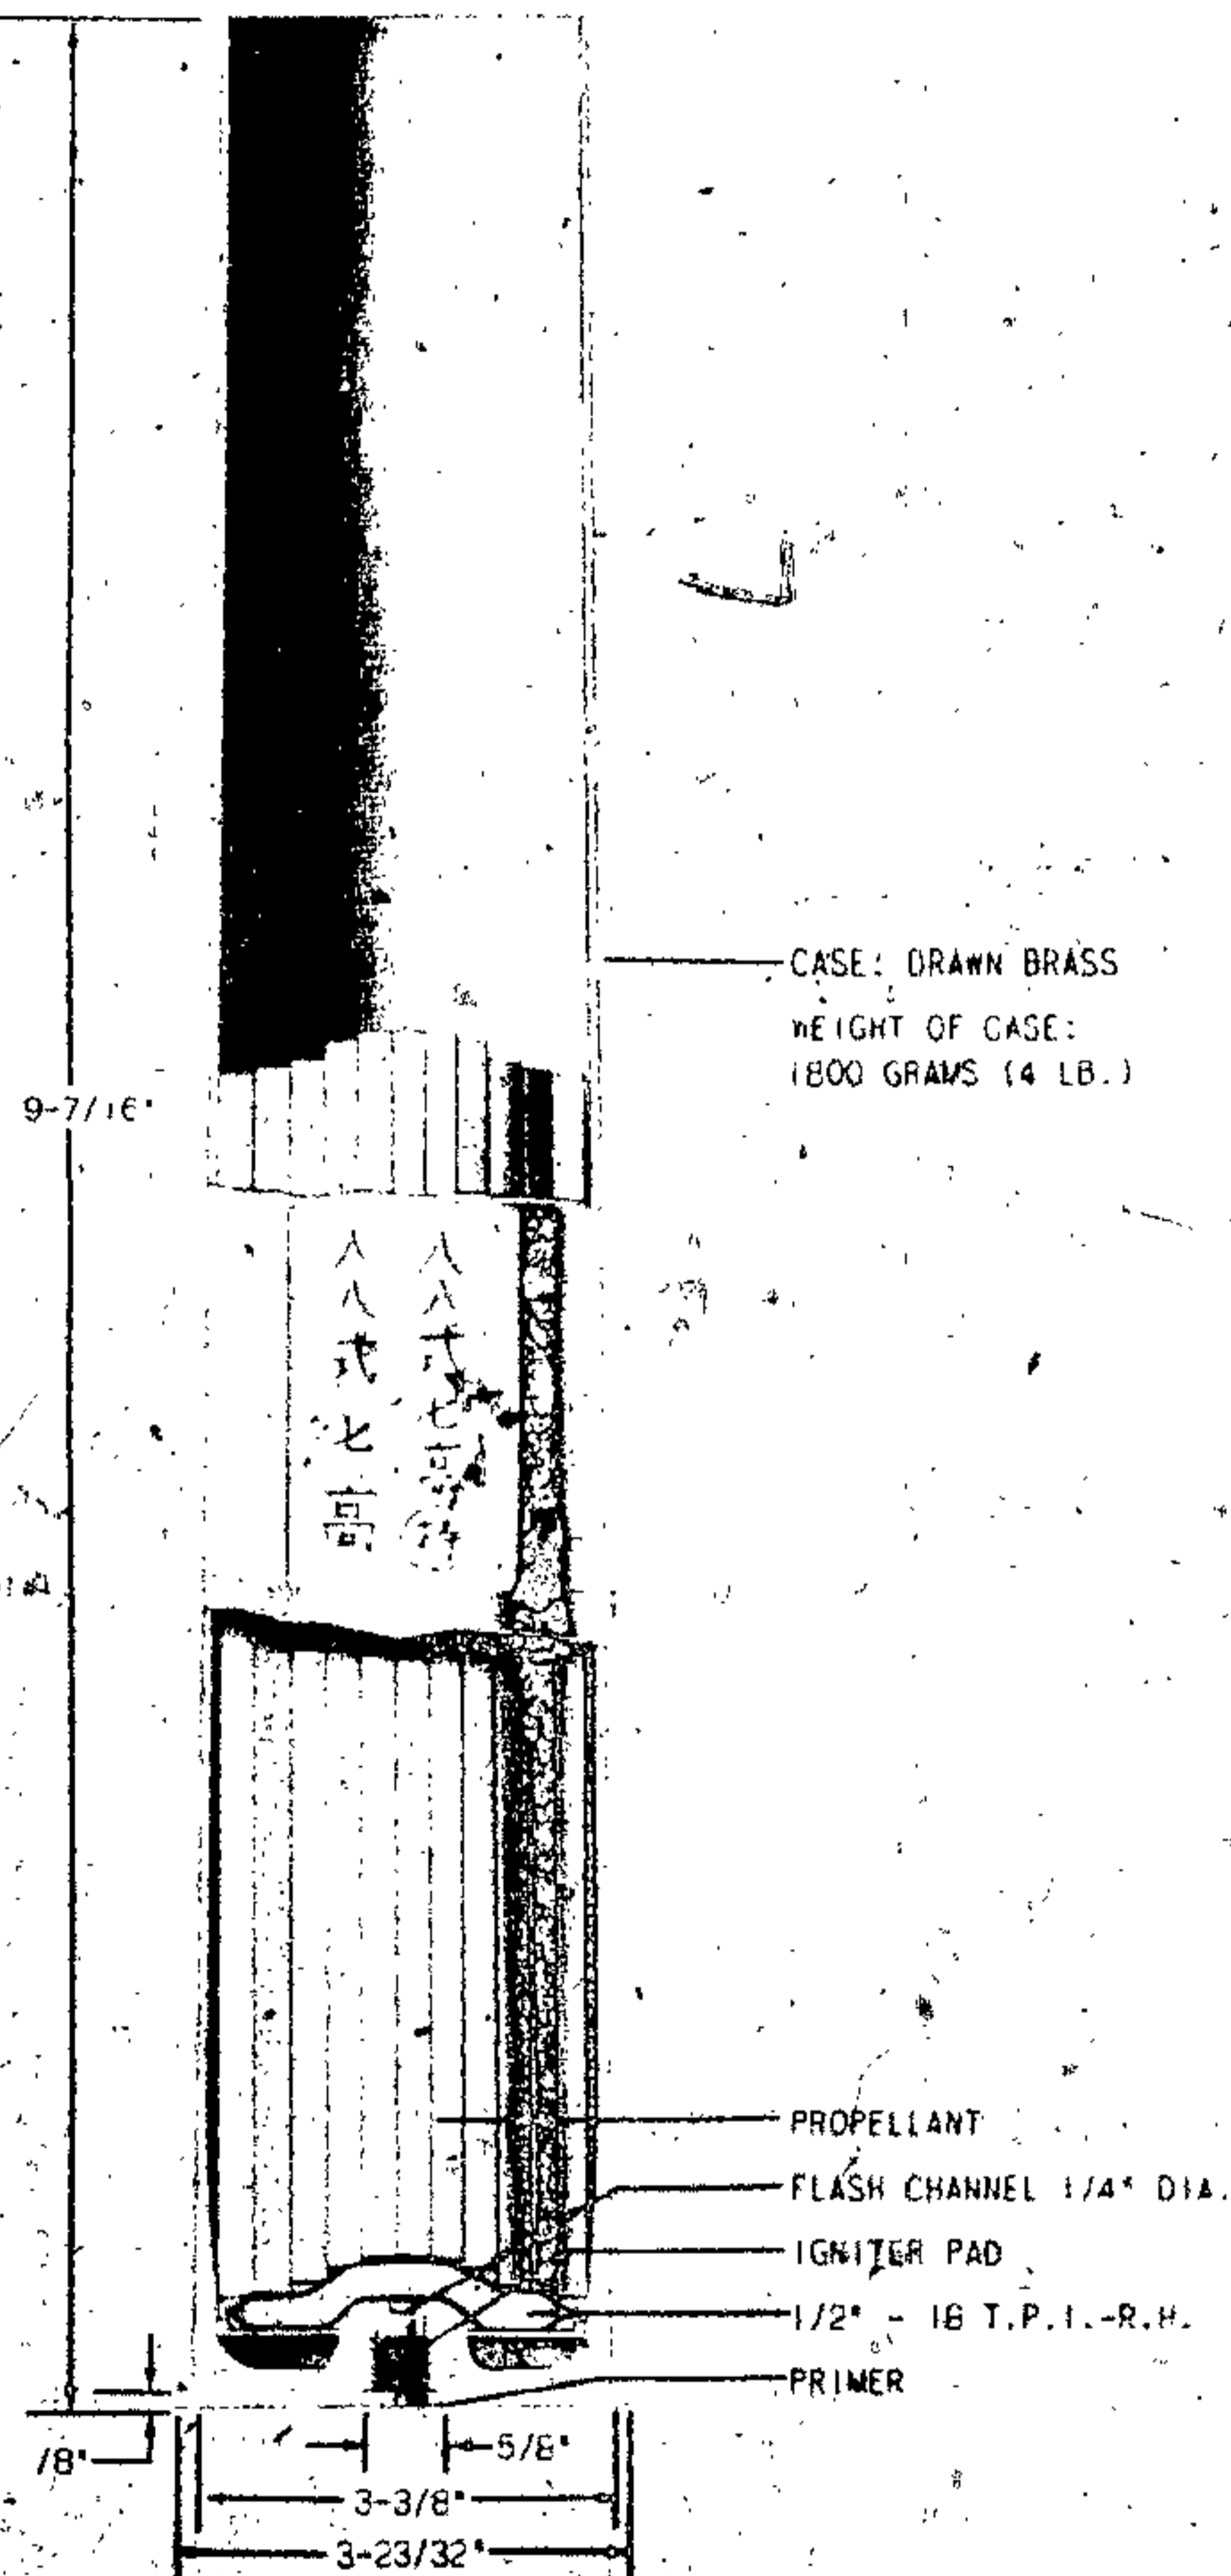 CASE: DRAWN BRASS
WEIGHT OF CASE:
1800 GRAMS (4 LB.)
9-7/16"
八八式七高
八八式七高
PROPELLANT
FLASH CHANNEL 1/4" DIA.
IGNITER PAD
1/2" - 18 T.P.I.-R.H.
PRIMER
/8"
5/8"
3-3/8"
3-23/32"